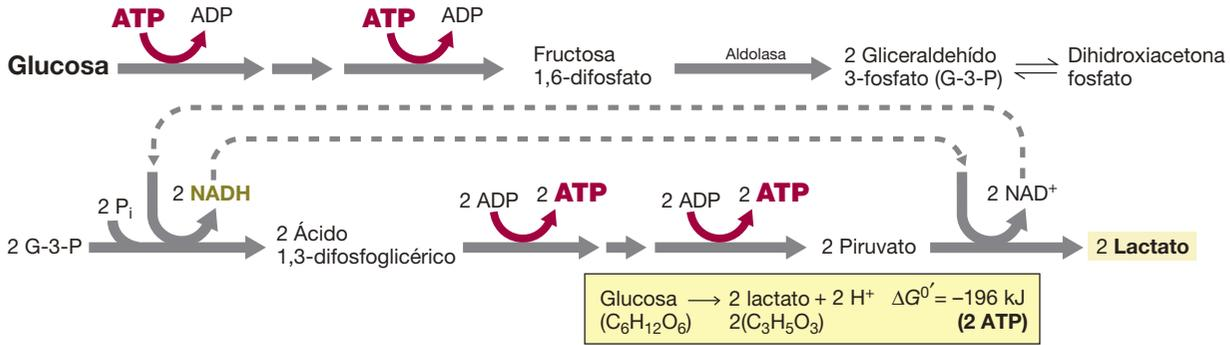 ATP ADP ATP ADP
Glucosa
Fructosa
1,6-difosfato
Aldolasa
2 Gliceraldehído
3-fosfato (G-3-P)
Dihidroxiacetona
fosfato
2 NADH
2 NAD⁺
2 Pᵢ
2 ADP 2 ATP 2 ADP 2 ATP
2 G-3-P
2 Ácido
1,3-difosfoglicérico
2 Piruvato
2 Lactato
Glucosa ⟶ 2 lactato + 2 H⁺ ΔG⁰′ = –196 kJ
(C₆H₁₂O₆) 2(C₃H₅O₃) (2 ATP)